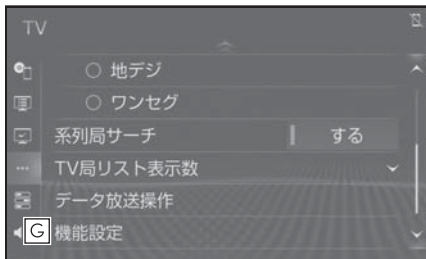 TV
○ 地デジ
○ ワンセグ
系列局サーチ する
TV局リスト表示数
データ放送操作
G 機能設定